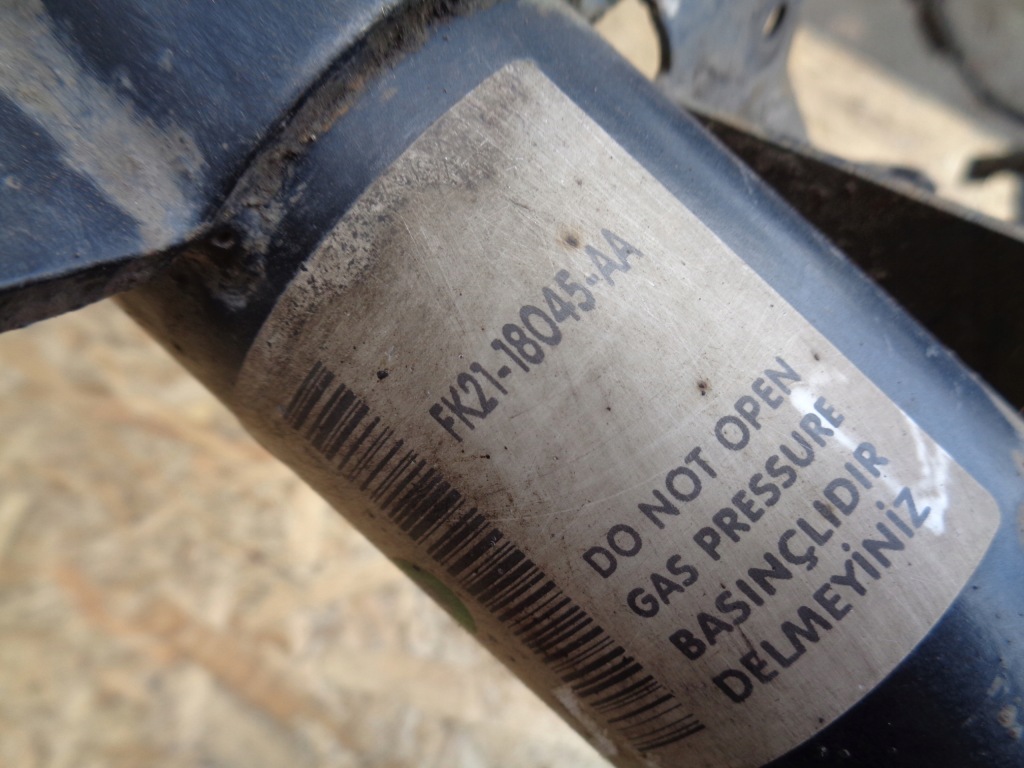 FK21-18045-AA
DO NOT OPEN
GAS PRESSURE
BASINÇLIDIR
DELMEYİNİZ